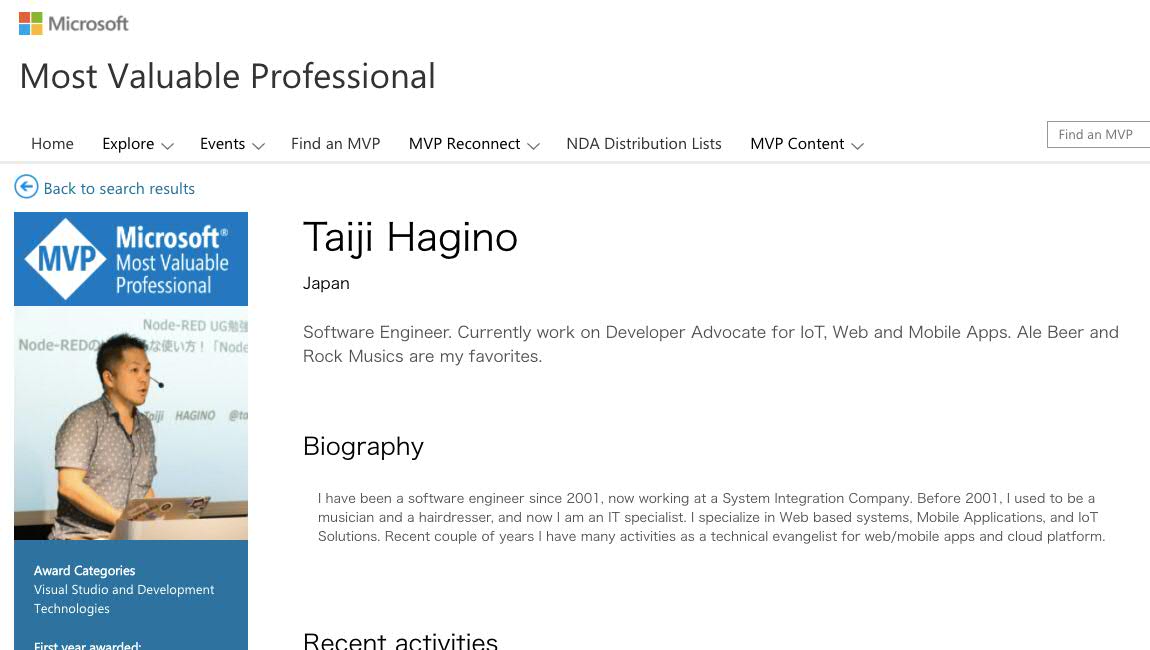 Microsoft
Most Valuable Professional
Home Explore Events Find an MVP MVP Reconnect NDA Distribution Lists MVP Content
Find an MVP
Back to search results
MVP
Microsoft®
Most Valuable
Professional
Node-RED UG勉強
Node-REDの な使い方！「Node
Taiji HAGINO
Award Categories
Visual Studio and Development
Technologies
First year awarded:
Taiji Hagino
Japan
Software Engineer. Currently work on Developer Advocate for IoT, Web and Mobile Apps. Ale Beer and
Rock Musics are my favorites.
Biography
I have been a software engineer since 2001, now working at a System Integration Company. Before 2001, I used to be a
musician and a hairdresser, and now I am an IT specialist. I specialize in Web based systems, Mobile Applications, and IoT
Solutions. Recent couple of years I have many activities as a technical evangelist for web/mobile apps and cloud platform.
Recent activities